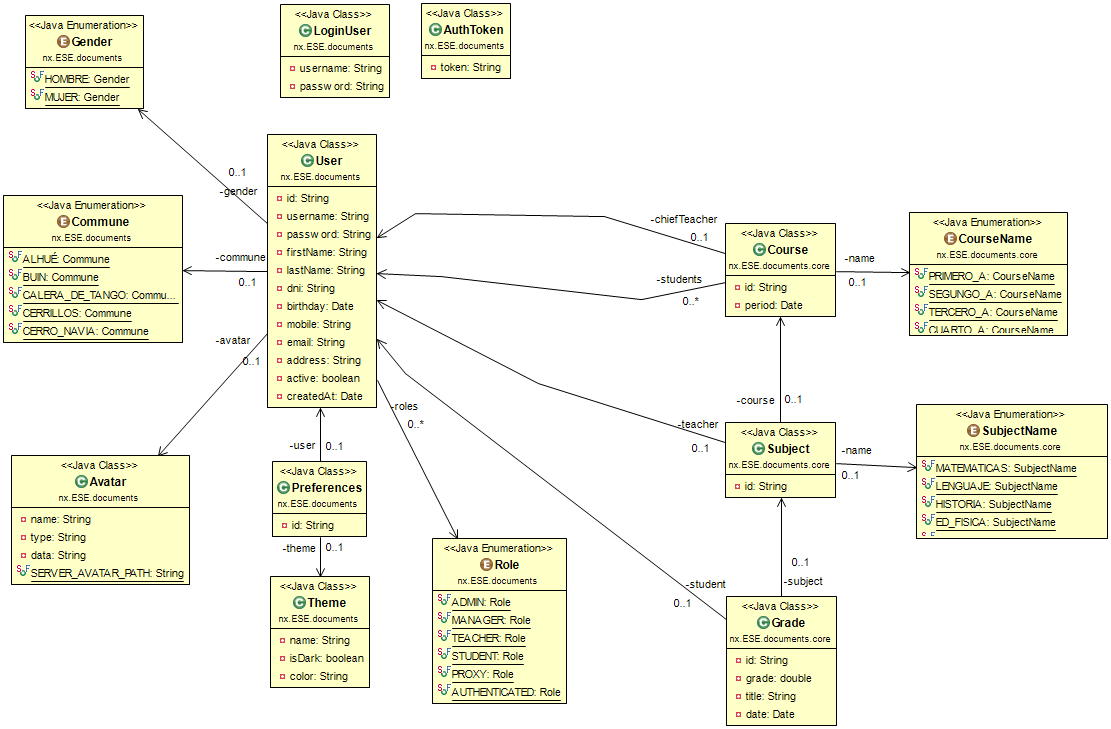 <<Java Enumeration>>
Gender
nx.ESE.documents
HOMBRE: Gender
MUJER: Gender
<<Java Class>>
LoginUser
nx.ESE.documents
username: String
password: String
<<Java Class>>
AuthToken
nx.ESE.documents
token: String
<<Java Class>>
User
nx.ESE.documents
id: String
username: String
password: String
firstName: String
lastName: String
dni: String
birthday: Date
mobile: String
email: String
address: String
active: boolean
createdAt: Date
0..1
-gender
<<Java Enumeration>>
Commune
nx.ESE.documents
ALHUÉ: Commune
BUIN: Commune
CALERA_DE_TANGO: Commu...
CERRILLOS: Commune
CERRO_NAVIA: Commune
-commune
0..1
-avatar
0..1
-chiefTeacher
0..1
-students
0..*
<<Java Class>>
Course
nx.ESE.documents.core
id: String
period: Date
-name
0..1
<<Java Enumeration>>
CourseName
nx.ESE.documents.core
PRIMERO_A: CourseName
SEGUNGO_A: CourseName
TERCERO_A: CourseName
CUARTO_A: CourseName
-course
0..1
-roles
0..*
-teacher
0..1
<<Java Class>>
Subject
nx.ESE.documents.core
id: String
-name
0..1
<<Java Enumeration>>
SubjectName
nx.ESE.documents.core
MATEMATICAS: SubjectName
LENGUAJE: SubjectName
HISTORIA: SubjectName
ED_FISICA: SubjectName
<<Java Class>>
Avatar
nx.ESE.documents
name: String
type: String
data: String
SERVER_AVATAR_PATH: String
-user
0..1
<<Java Class>>
Preferences
nx.ESE.documents
id: String
-theme
0..1
<<Java Class>>
Theme
nx.ESE.documents
name: String
isDark: boolean
color: String
<<Java Enumeration>>
Role
nx.ESE.documents
ADMIN: Role
MANAGER: Role
TEACHER: Role
STUDENT: Role
PROXY: Role
AUTHENTICATED: Role
-student
0..1
0..1
-subject
<<Java Class>>
Grade
nx.ESE.documents.core
id: String
grade: double
title: String
date: Date